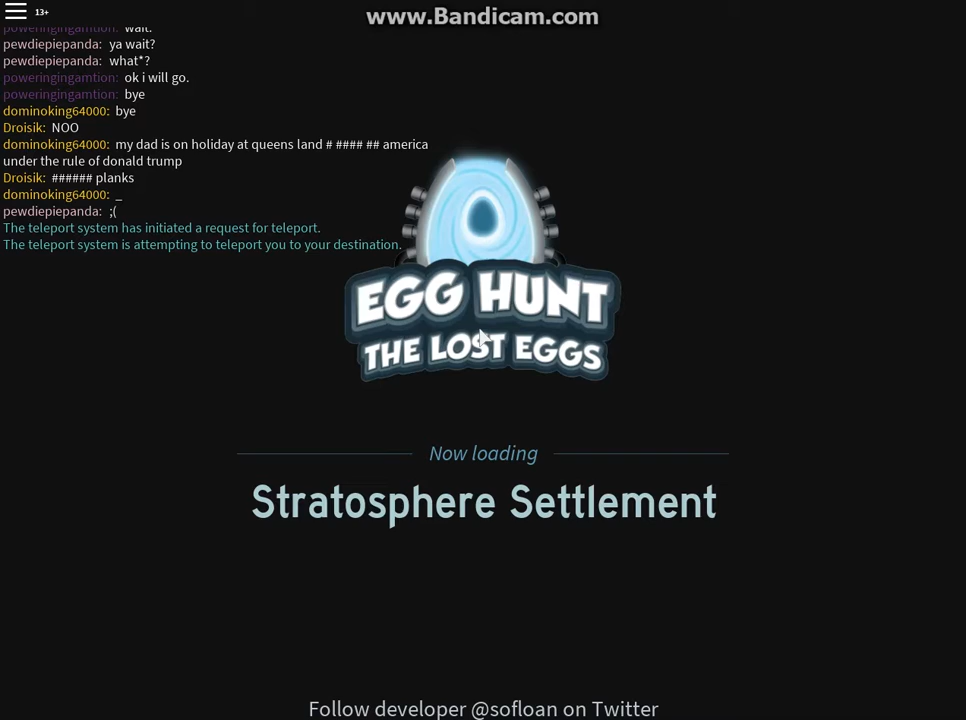 www.Bandicam.com
13+
poweringingamtion: wait.
pewdiepiepanda: ya wait?
pewdiepiepanda: what*?
poweringingamtion: ok i will go.
poweringingamtion: bye
dominoking64000: bye
Droisik: NOO
dominoking64000: my dad is on holiday at queens land # #### ## america
under the rule of donald trump
Droisik: ###### planks
dominoking64000: _
pewdiepiepanda: ;(
The teleport system has initiated a request for teleport.
The teleport system is attempting to teleport you to your destination.
EGG HUNT
THE LOST EGGS
Now loading
Stratosphere Settlement
Follow developer @sofloan on Twitter